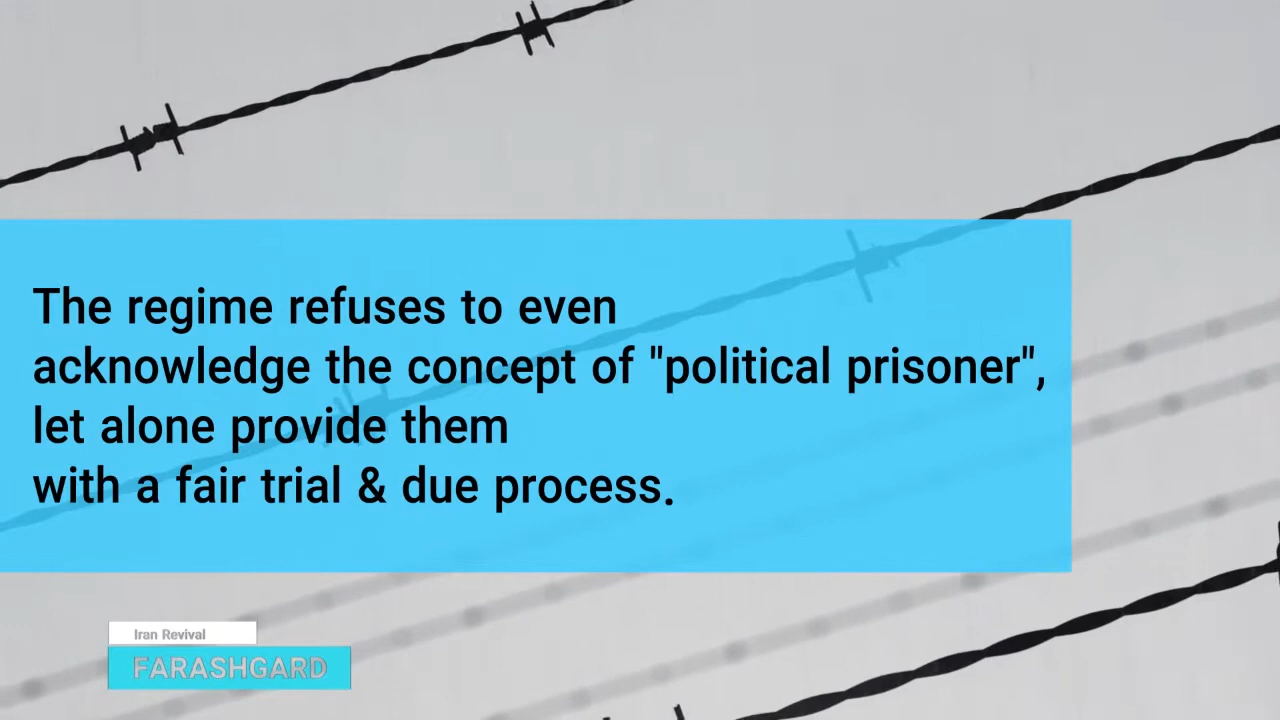 The regime refuses to even
acknowledge the concept of "political prisoner",
let alone provide them
with a fair trial & due process.
Iran Revival
FARASHGARD